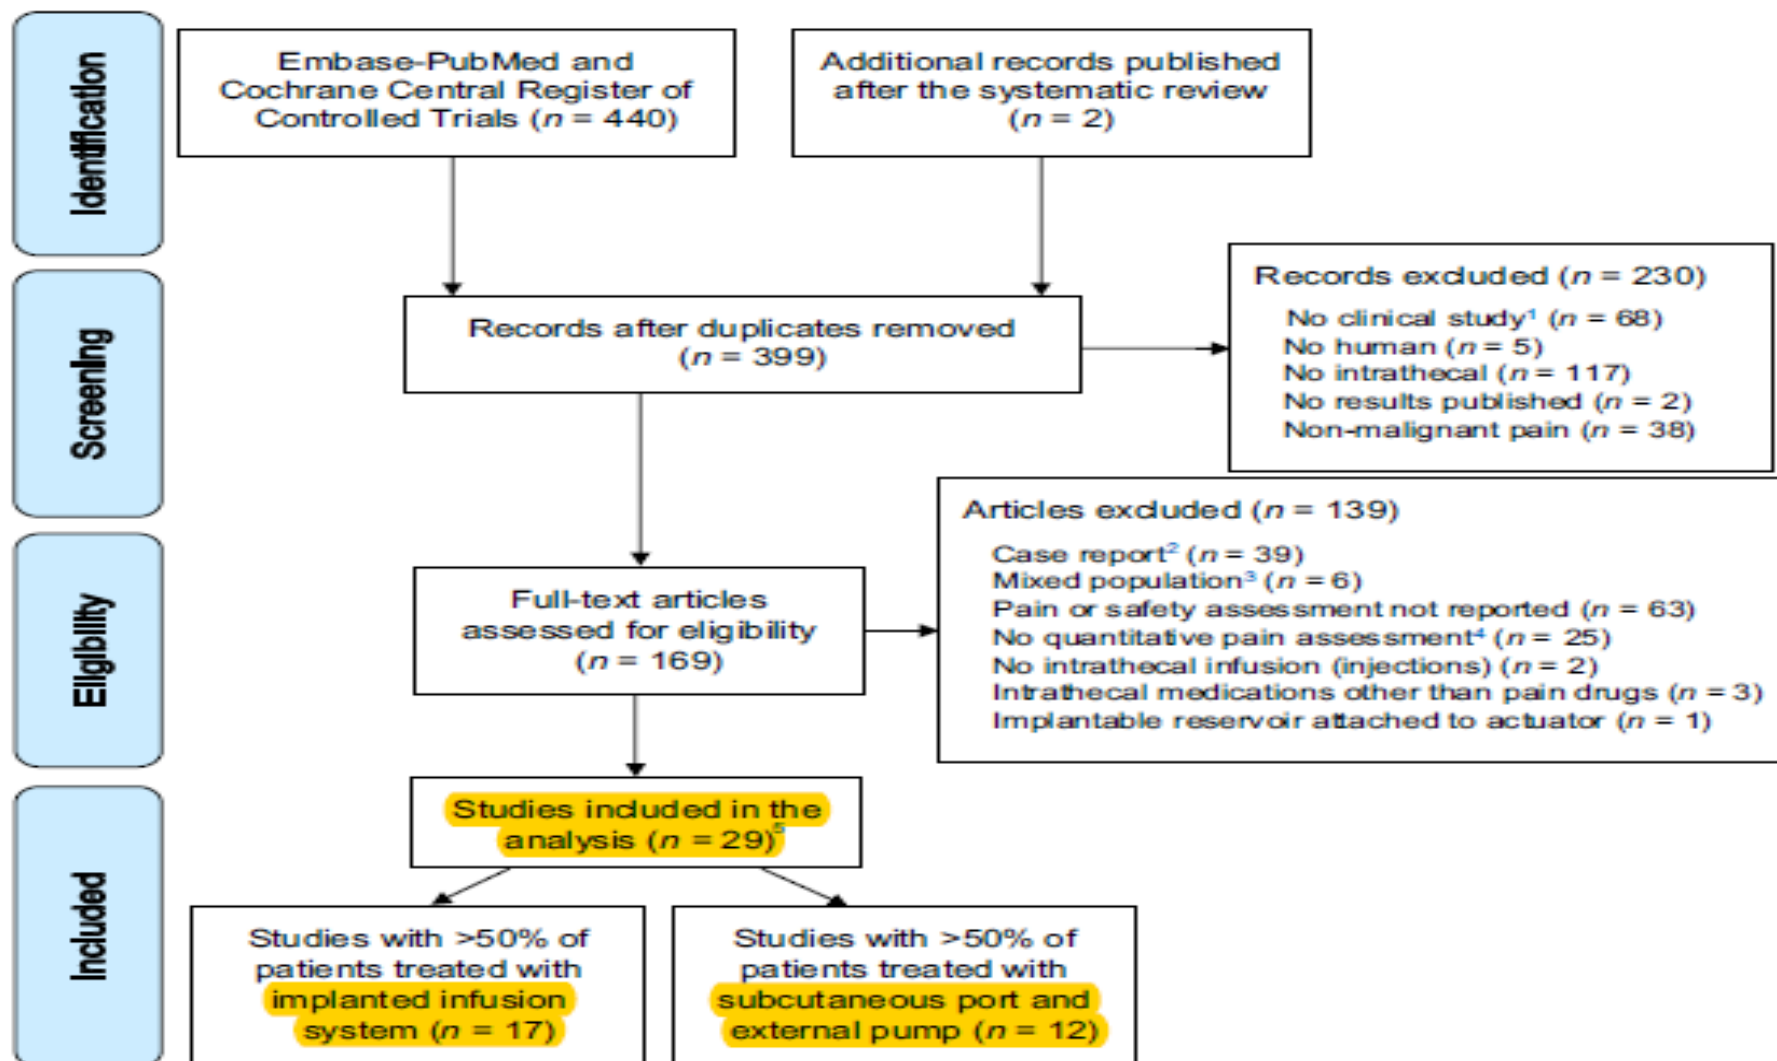 Identification
Embase-PubMed and
Cochrane Central Register of
Controlled Trials (n = 440)
Additional records published
after the systematic review
(n = 2)
Screening
Records after duplicates removed
(n = 399)
Records excluded (n = 230)
No clinical study¹ (n = 68)
No human (n = 5)
No intrathecal (n = 117)
No results published (n = 2)
Non-malignant pain (n = 38)
Eligibility
Full-text articles
assessed for eligibility
(n = 169)
Articles excluded (n = 139)
Case report² (n = 39)
Mixed population³ (n = 6)
Pain or safety assessment not reported (n = 63)
No quantitative pain assessment⁴ (n = 25)
No intrathecal infusion (injections) (n = 2)
Intrathecal medications other than pain drugs (n = 3)
Implantable reservoir attached to actuator (n = 1)
Included
Studies included in the
analysis (n = 29)⁵
Studies with >50% of
patients treated with
implanted infusion
system (n = 17)
Studies with >50% of
patients treated with
subcutaneous port and
external pump (n = 12)